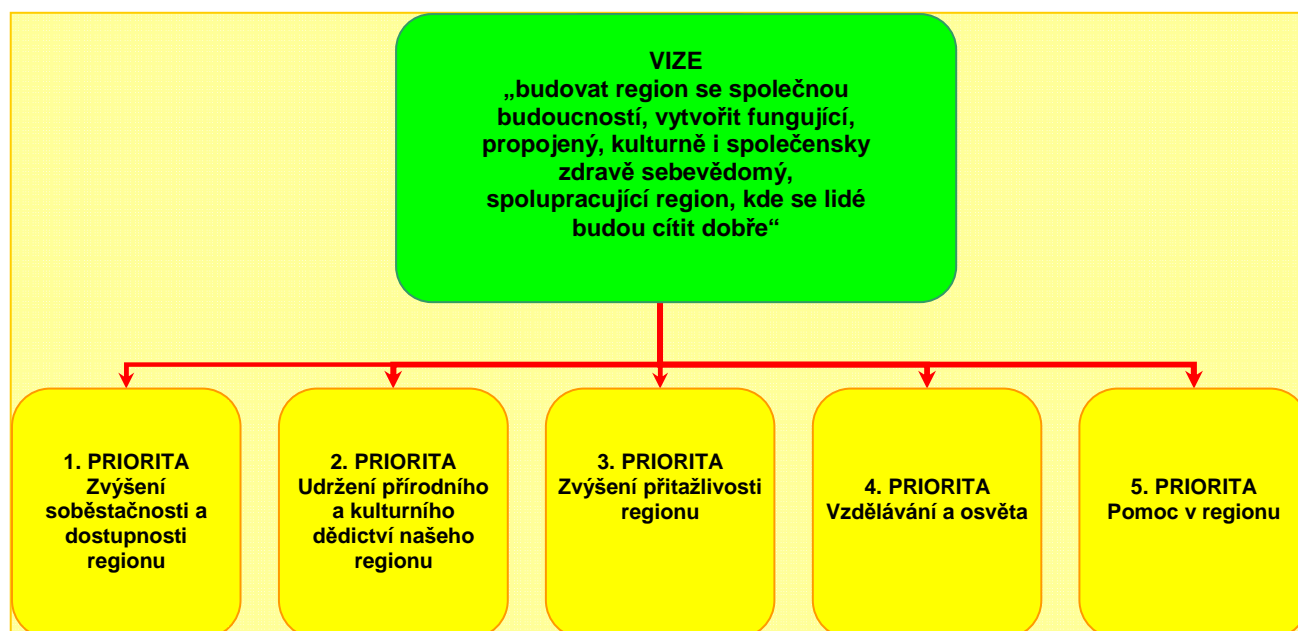 VIZE
„budovat region se společnou
budoucností, vytvořit fungující,
propojený, kulturně i společensky
zdravě sebevědomý,
spolupracující region, kde se lidé
budou cítit dobře“
1. PRIORITA
Zvýšení
soběstačnosti a
dostupnosti
regionu
2. PRIORITA
Udržení přírodního
a kulturního
dědictví našeho
regionu
3. PRIORITA
Zvýšení přitažlivosti
regionu
4. PRIORITA
Vzdělávání a osvěta
5. PRIORITA
Pomoc v regionu